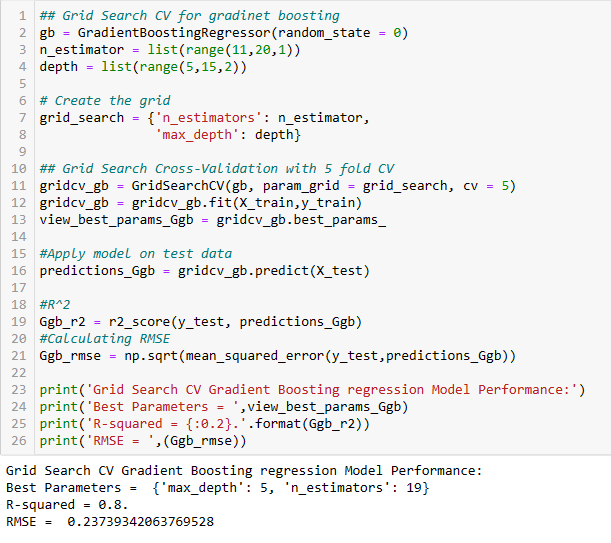 1 ## Grid Search CV for gradinet boosting
2 gb = GradientBoostingRegressor(random_state = 0)
3 n_estimator = list(range(11,20,1))
4 depth = list(range(5,15,2))
5
6 # Create the grid
7 grid_search = {'n_estimators': n_estimator,
8                'max_depth': depth}
9
10 ## Grid Search Cross-Validation with 5 fold CV
11 gridcv_gb = GridSearchCV(gb, param_grid = grid_search, cv = 5)
12 gridcv_gb = gridcv_gb.fit(X_train,y_train)
13 view_best_params_Ggb = gridcv_gb.best_params_
14
15 #Apply model on test data
16 predictions_Ggb = gridcv_gb.predict(X_test)
17
18 #R^2
19 Ggb_r2 = r2_score(y_test, predictions_Ggb)
20 #Calculating RMSE
21 Ggb_rmse = np.sqrt(mean_squared_error(y_test,predictions_Ggb))
22
23 print('Grid Search CV Gradient Boosting regression Model Performance:')
24 print('Best Parameters = ',view_best_params_Ggb)
25 print('R-squared = {:0.2}.'.format(Ggb_r2))
26 print('RMSE = ',(Ggb_rmse))
Grid Search CV Gradient Boosting regression Model Performance:
Best Parameters =  {'max_depth': 5, 'n_estimators': 19}
R-squared = 0.8.
RMSE =  0.23739342063769528